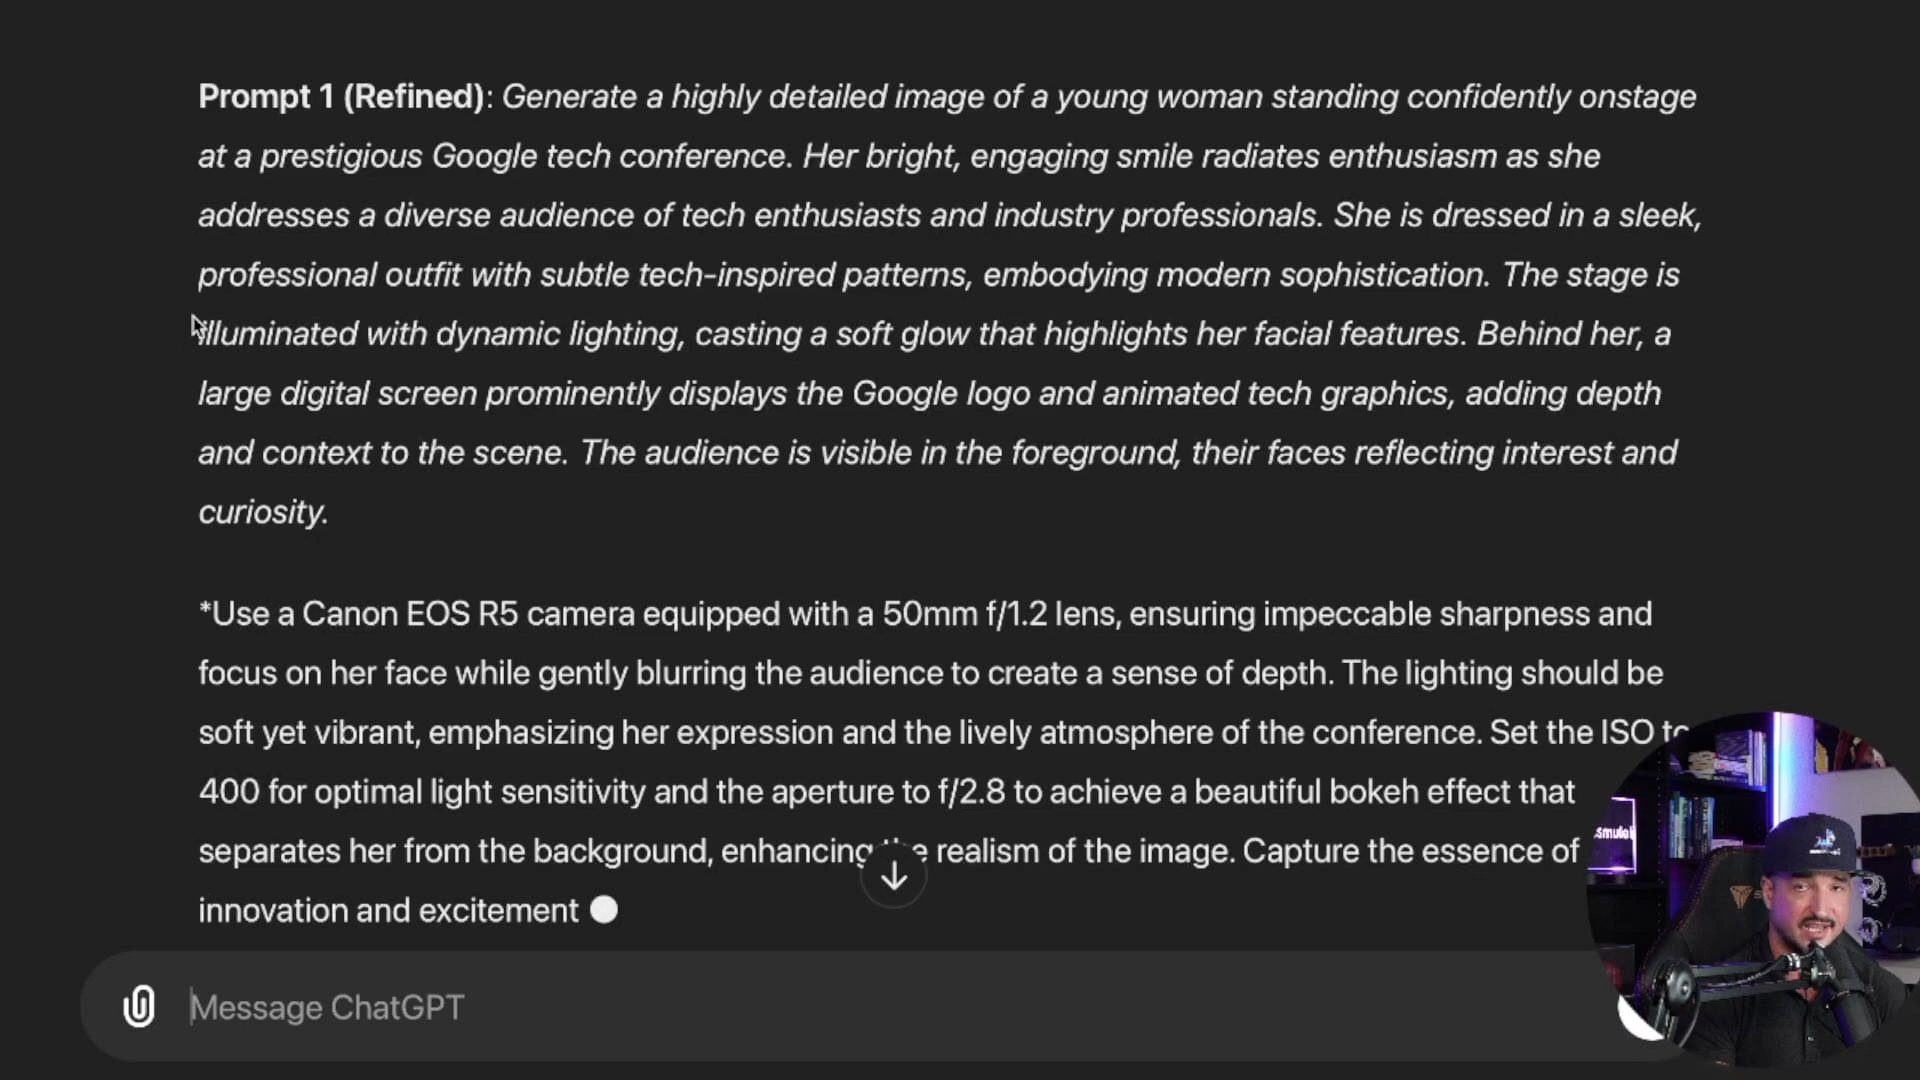 Prompt 1 (Refined): Generate a highly detailed image of a young woman standing confidently onstage
at a prestigious Google tech conference. Her bright, engaging smile radiates enthusiasm as she
addresses a diverse audience of tech enthusiasts and industry professionals. She is dressed in a sleek,
professional outfit with subtle tech-inspired patterns, embodying modern sophistication. The stage is
illuminated with dynamic lighting, casting a soft glow that highlights her facial features. Behind her, a
large digital screen prominently displays the Google logo and animated tech graphics, adding depth
and context to the scene. The audience is visible in the foreground, their faces reflecting interest and
curiosity.
*Use a Canon EOS R5 camera equipped with a 50mm f/1.2 lens, ensuring impeccable sharpness and
focus on her face while gently blurring the audience to create a sense of depth. The lighting should be
soft yet vibrant, emphasizing her expression and the lively atmosphere of the conference. Set the ISO to
400 for optimal light sensitivity and the aperture to f/2.8 to achieve a beautiful bokeh effect that
separates her from the background, enhancing the realism of the image. Capture the essence of
innovation and excitement
Message ChatGPT